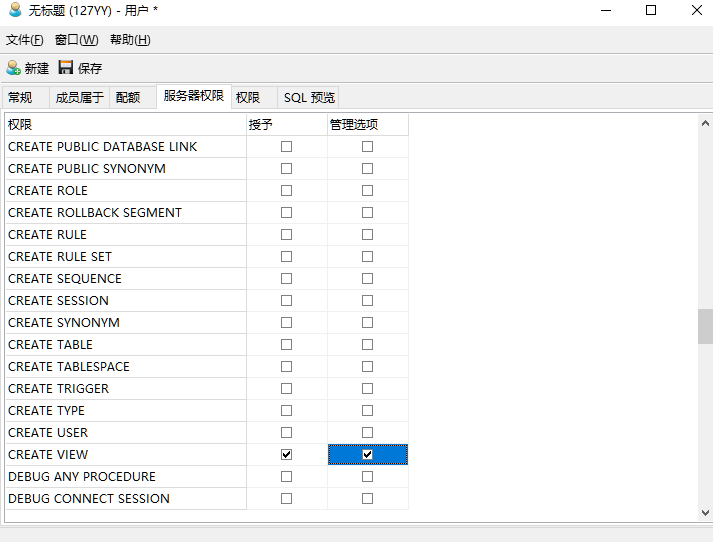 无标题 (127YY) - 用户 *
文件(F) 窗口(W) 帮助(H)
新建 保存
常规 成员属于 配额 服务器权限 权限 SQL 预览
权限 授予 管理选项
CREATE PUBLIC DATABASE LINK
CREATE PUBLIC SYNONYM
CREATE ROLE
CREATE ROLLBACK SEGMENT
CREATE RULE
CREATE RULE SET
CREATE SEQUENCE
CREATE SESSION
CREATE SYNONYM
CREATE TABLE
CREATE TABLESPACE
CREATE TRIGGER
CREATE TYPE
CREATE USER
CREATE VIEW
DEBUG ANY PROCEDURE
DEBUG CONNECT SESSION